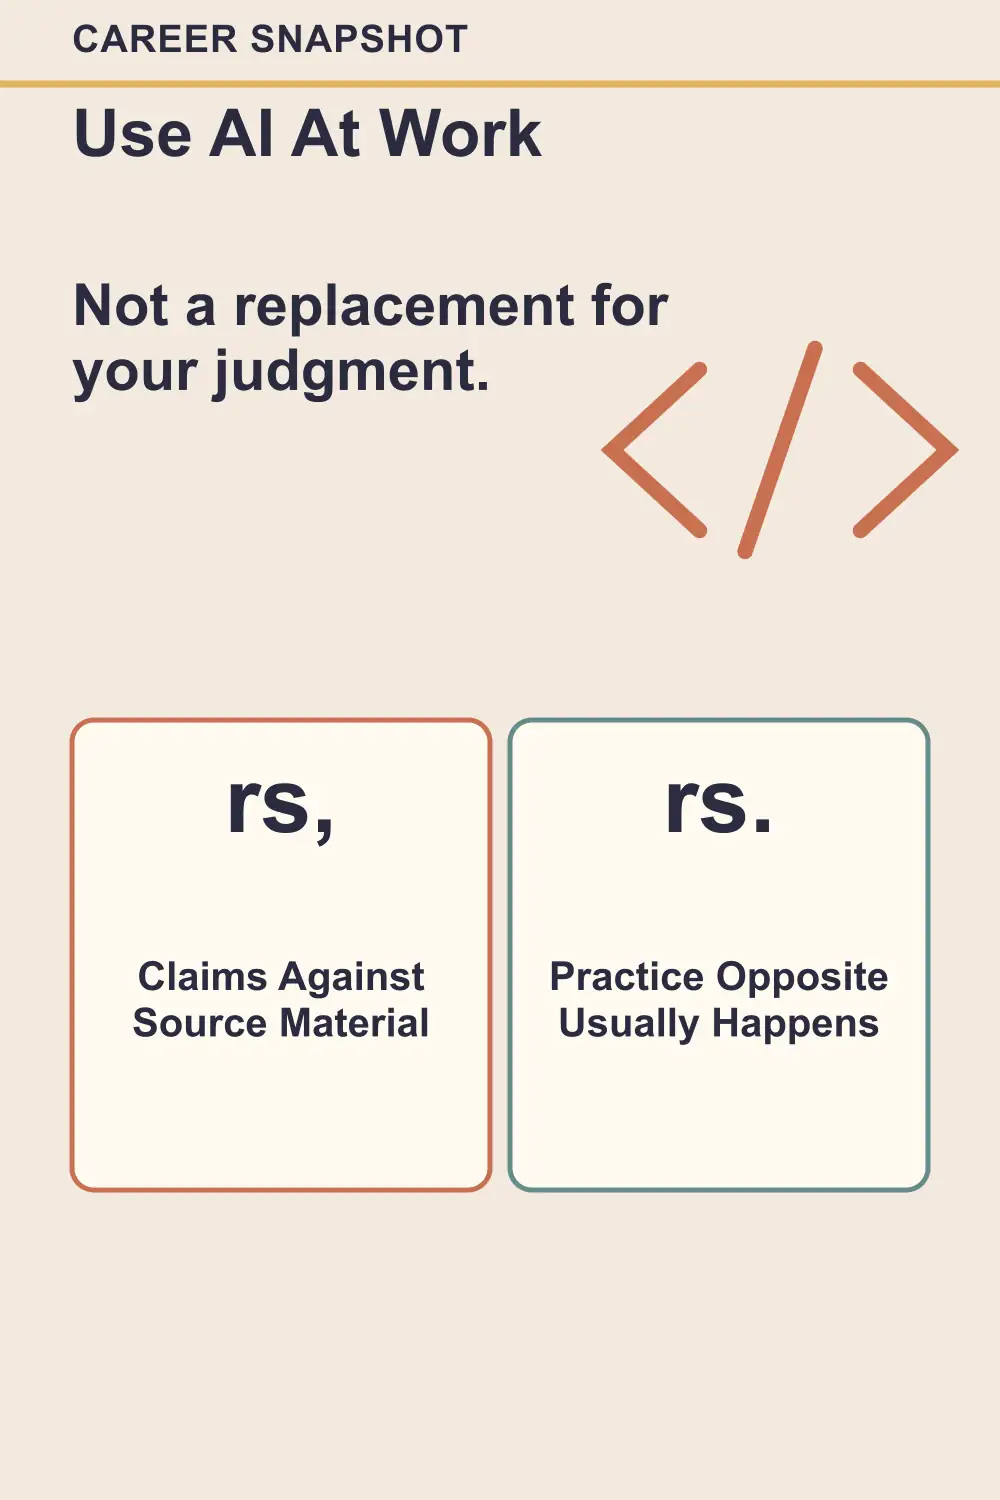 CAREER SNAPSHOT
Use AI At Work
Not a replacement for
your judgment.
rs,
Claims Against
Source Material
rs.
Practice Opposite
Usually Happens